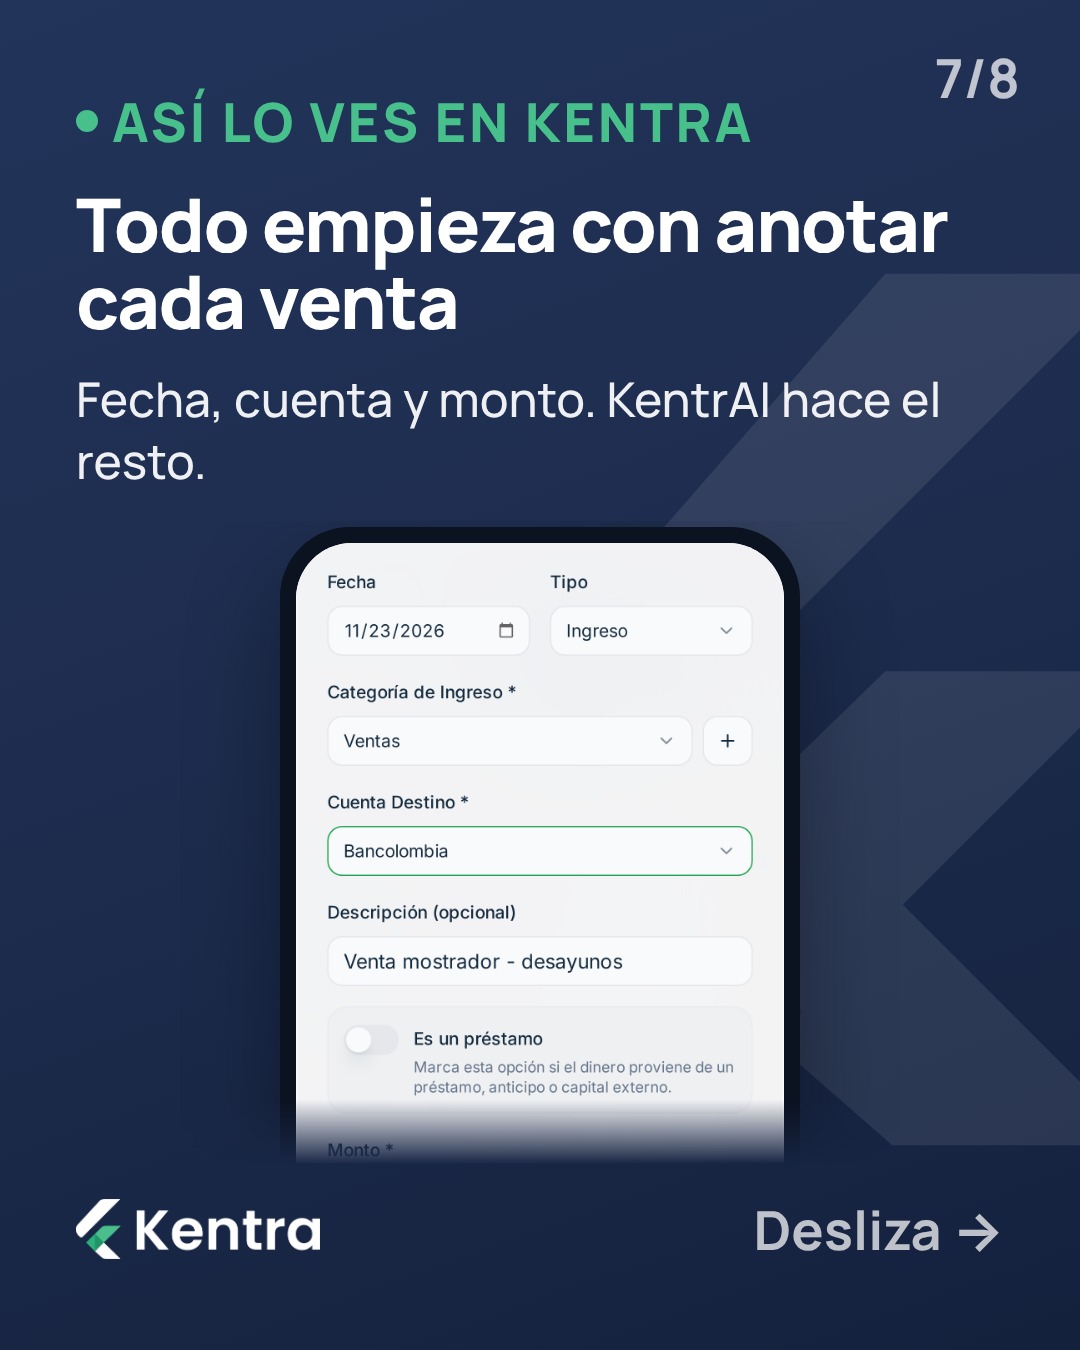 7/8
ASÍ LO VES EN KENTRA
Todo empieza con anotar
cada venta
Fecha, cuenta y monto. KentrAI hace el
resto.
Fecha
Tipo
11/23/2026
Ingreso
Categoría de Ingreso *
Ventas
+
Cuenta Destino *
Bancolombia
Descripción (opcional)
Venta mostrador - desayunos
Es un préstamo
Marca esta opción si el dinero proviene de un
préstamo, anticipo o capital externo.
Monto *
Kentra
Desliza →